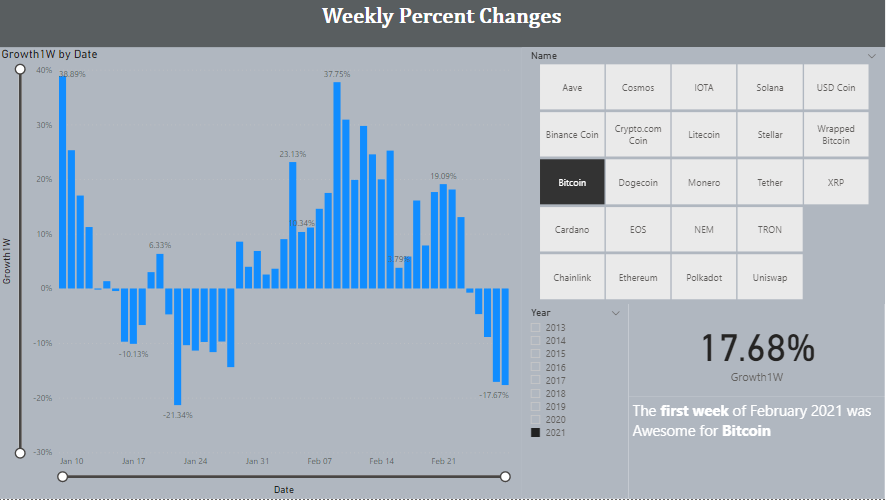 Weekly Percent Changes
Growth1W by Date
40%
30%
20%
10%
0%
-10%
-20%
-30%
Growth1W
38.89%
-10.13%
6.33%
-21.34%
23.13%
10.34%
37.75%
3.79%
19.09%
-17.67%
Jan 10
Jan 17
Jan 24
Jan 31
Feb 07
Feb 14
Feb 21
Date
Name
Aave
Cosmos
IOTA
Solana
USD Coin
Binance Coin
Crypto.com
Coin
Litecoin
Stellar
Wrapped
Bitcoin
Bitcoin
Dogecoin
Monero
Tether
XRP
Cardano
EOS
NEM
TRON
Chainlink
Ethereum
Polkadot
Uniswap
Year
2013
2014
2015
2016
2017
2018
2019
2020
2021
17.68%
Growth1W
The first week of February 2021 was
Awesome for Bitcoin